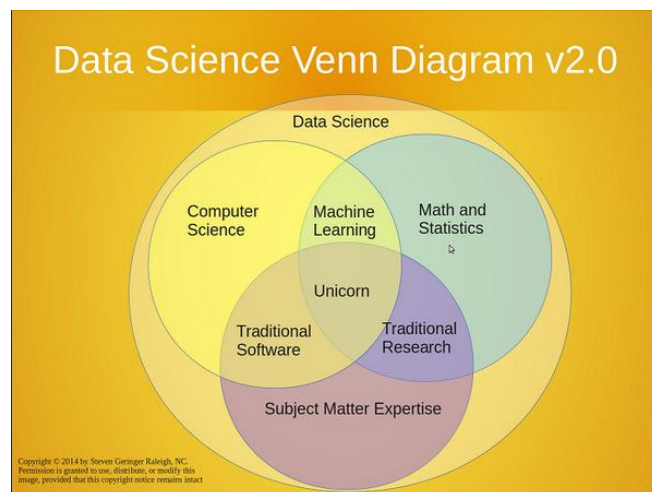 Data Science Venn Diagram v2.0
Data Science
Computer
Science
Machine
Learning
Math and
Statistics
Unicorn
Traditional
Software
Traditional
Research
Subject Matter Expertise
Copyright © 2014 by Steven Geringer Raleigh, NC.
Permission is granted to use, distribute, or modify this
image, provided that this copyright notice remains intact